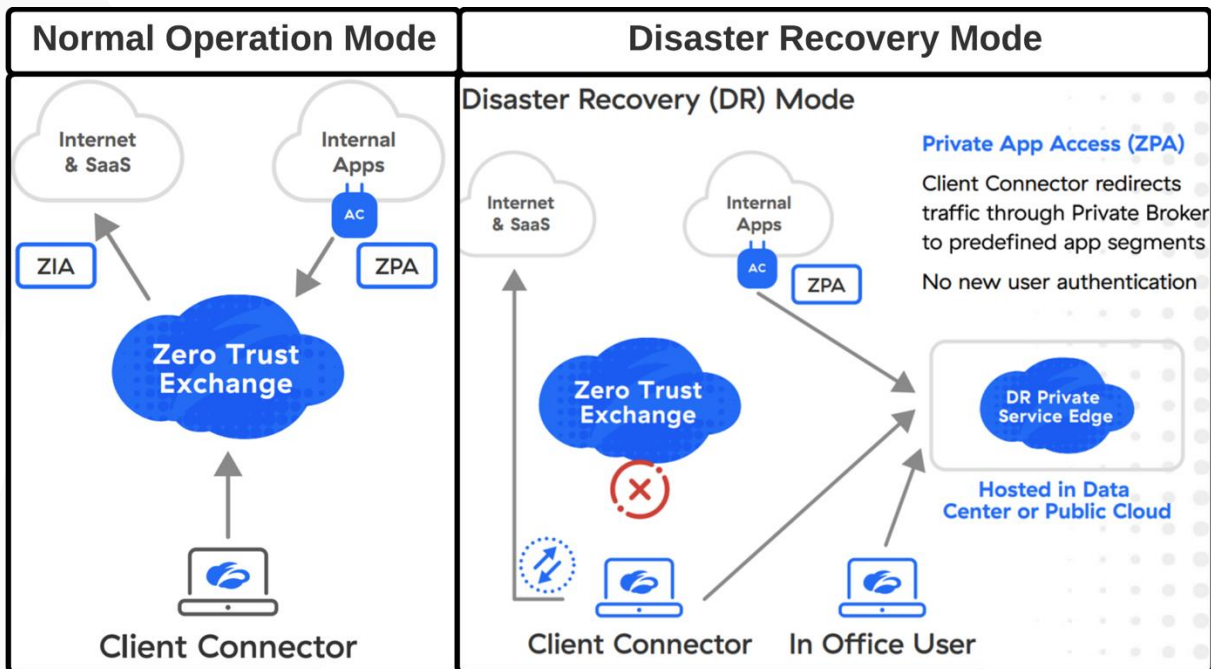 Normal Operation Mode
Disaster Recovery Mode
Internet
& SaaS
Internal
Apps
AC
ZIA
ZPA
Zero Trust
Exchange
Client Connector
Disaster Recovery (DR) Mode
Internet
& SaaS
Internal
Apps
AC
ZPA
Zero Trust
Exchange
Client Connector
In Office User
Private App Access (ZPA)
Client Connector redirects
traffic through Private Broker
to predefined app segments
No new user authentication
DR Private
Service Edge
Hosted in Data
Center or Public Cloud